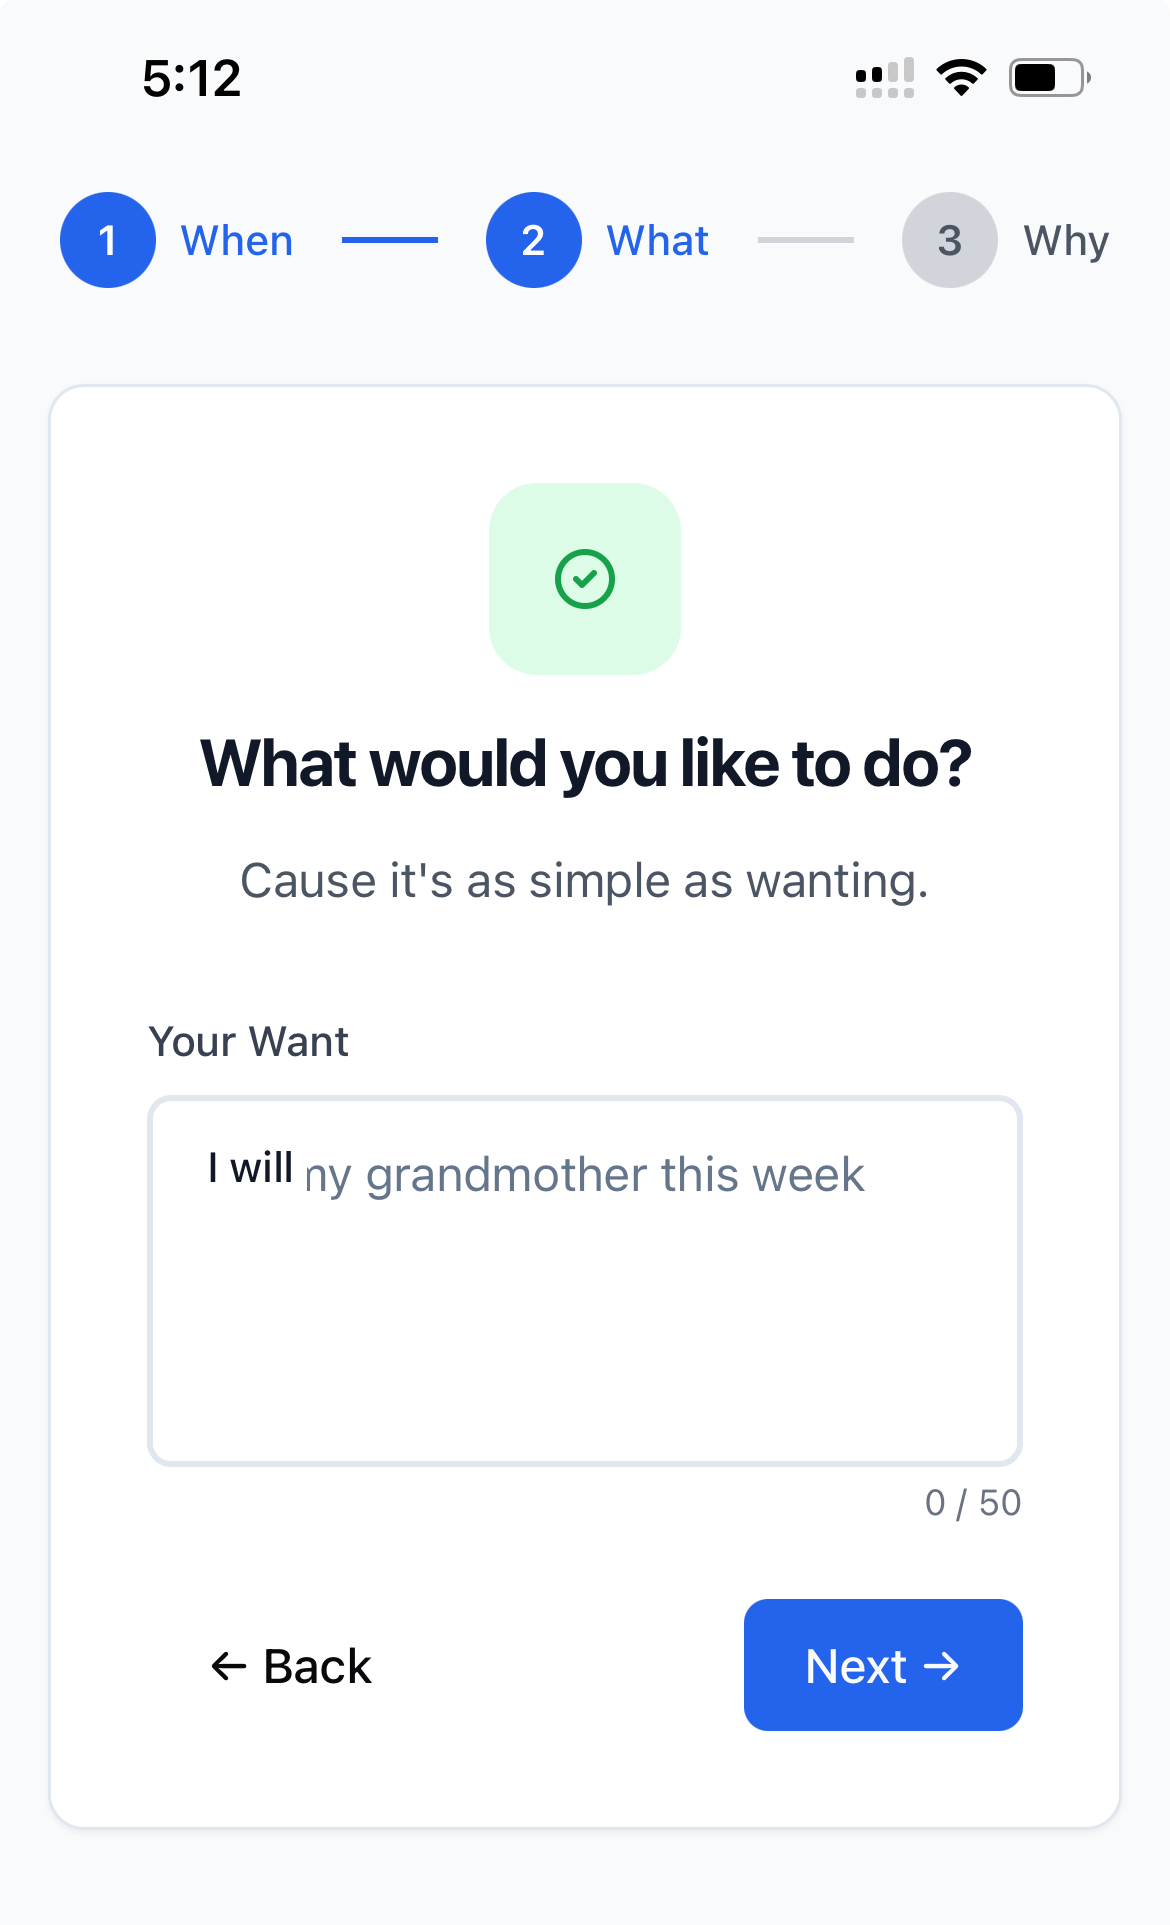 5:12
1 When 2 What 3 Why
What would you like to do?
Cause it's as simple as wanting.
Your Want
I will grandmother this week
0 / 50
← Back Next →